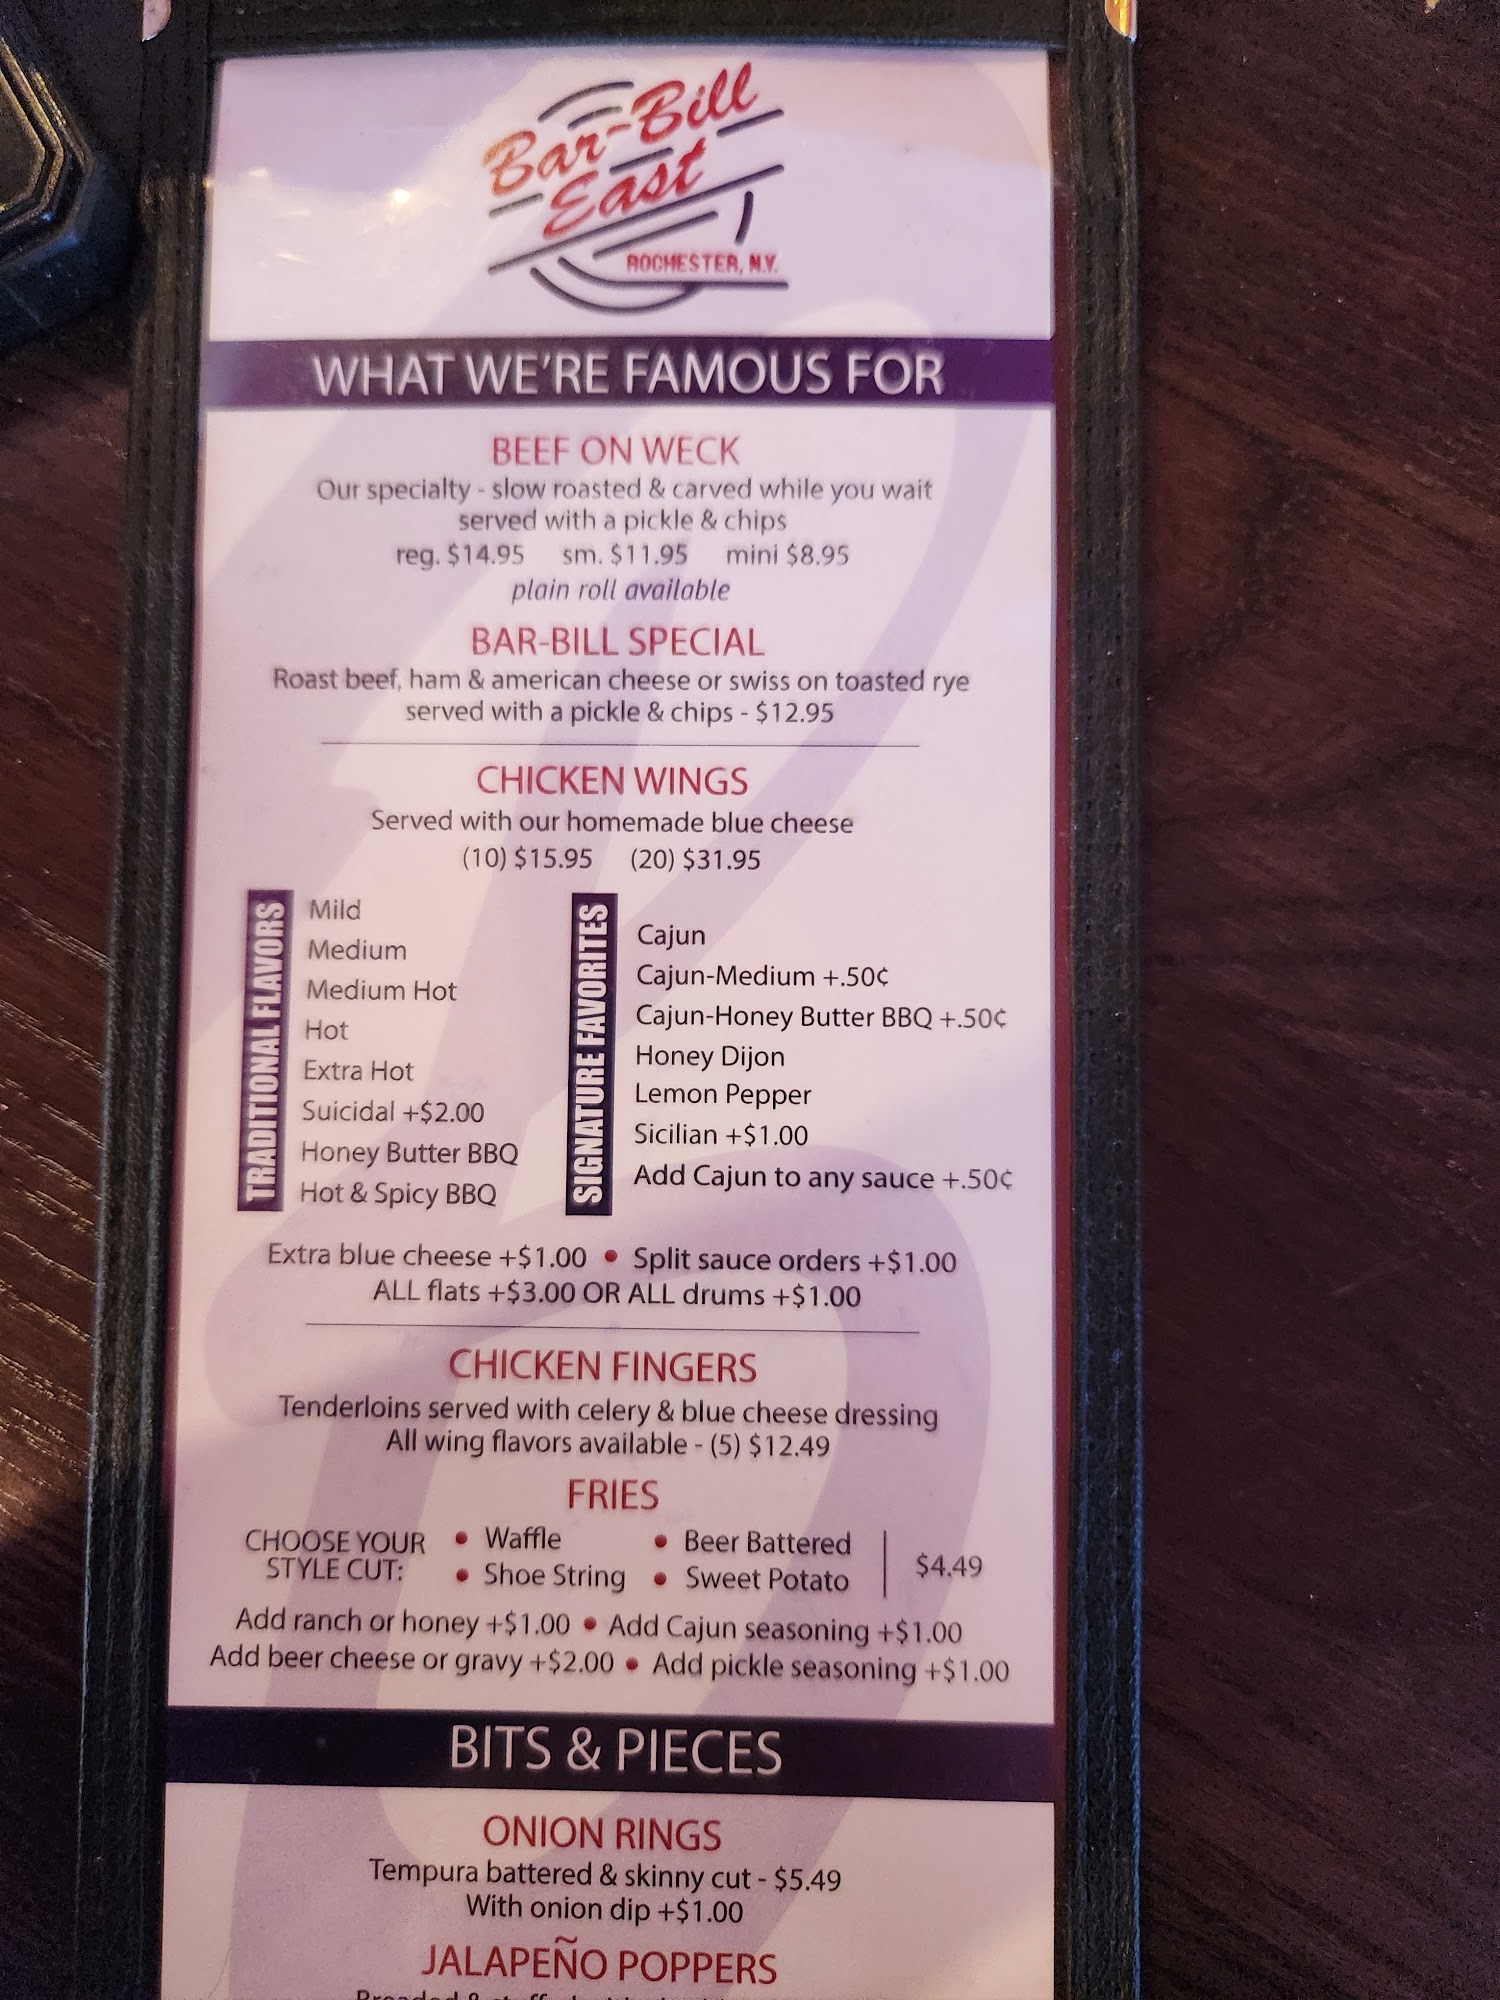 Bar-Bill
East
ROCHESTER, N.Y.
WHAT WE'RE FAMOUS FOR
BEEF ON WECK
Our specialty - slow roasted & carved while you wait
served with a pickle & chips
reg. $14.95 sm. $11.95 mini $8.95
plain roll available
BAR-BILL SPECIAL
Roast beef, ham & american cheese or swiss on toasted rye
served with a pickle & chips - $12.95
CHICKEN WINGS
Served with our homemade blue cheese
(10) $15.95 (20) $31.95
TRADITIONAL FLAVORS
Mild
Medium
Medium Hot
Hot
Extra Hot
Suicidal +$2.00
Honey Butter BBQ
Hot & Spicy BBQ
SIGNATURE FAVORITES
Cajun
Cajun-Medium +.50¢
Cajun-Honey Butter BBQ +.50¢
Honey Dijon
Lemon Pepper
Sicilian +$1.00
Add Cajun to any sauce +.50¢
Extra blue cheese +$1.00 • Split sauce orders +$1.00
ALL flats +$3.00 OR ALL drums +$1.00
CHICKEN FINGERS
Tenderloins served with celery & blue cheese dressing
All wing flavors available - (5) $12.49
FRIES
CHOOSE YOUR
STYLE CUT:
• Waffle • Beer Battered
• Shoe String • Sweet Potato
$4.49
Add ranch or honey +$1.00 • Add Cajun seasoning +$1.00
Add beer cheese or gravy +$2.00 • Add pickle seasoning +$1.00
BITS & PIECES
ONION RINGS
Tempura battered & skinny cut - $5.49
With onion dip +$1.00
JALAPEÑO POPPERS